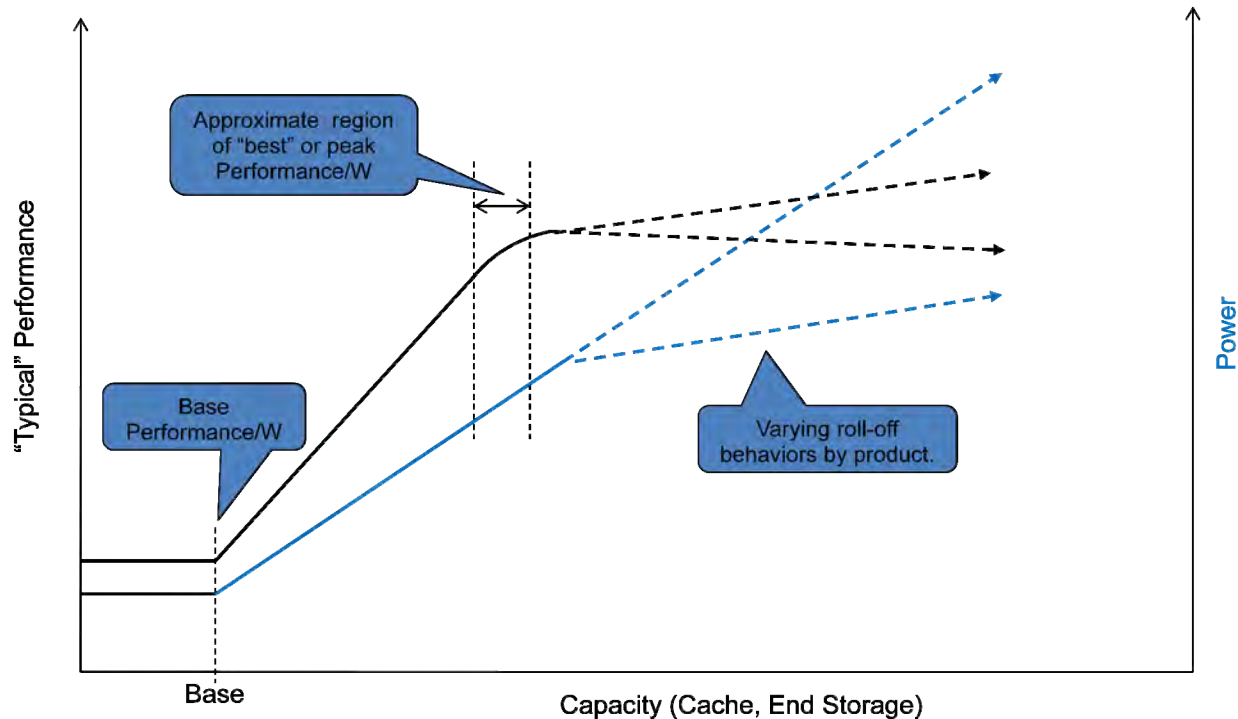 Approximate region
of “best” or peak
Performance/W
“Typical” Performance
Power
Base
Performance/W
Varying roll-off
behaviors by product.
Base
Capacity (Cache, End Storage)